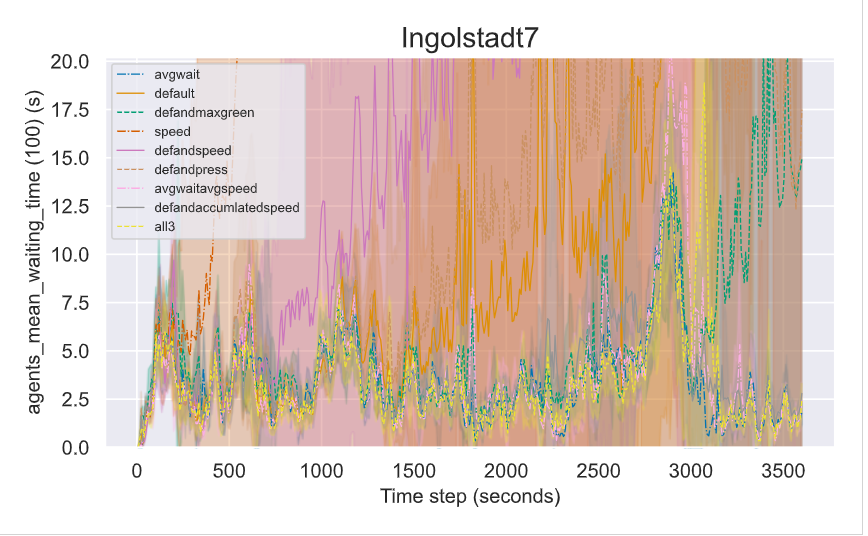 Ingolstadt7
agents_mean_waiting_time (100) (s)
20.0
17.5
15.0
12.5
10.0
7.5
5.0
2.5
0.0
avgwait
default
defandmaxgreen
speed
defandspeed
defandpress
avgwaitavgspeed
defandaccumlatedspeed
all3
0 500 1000 1500 2000 2500 3000 3500
Time step (seconds)